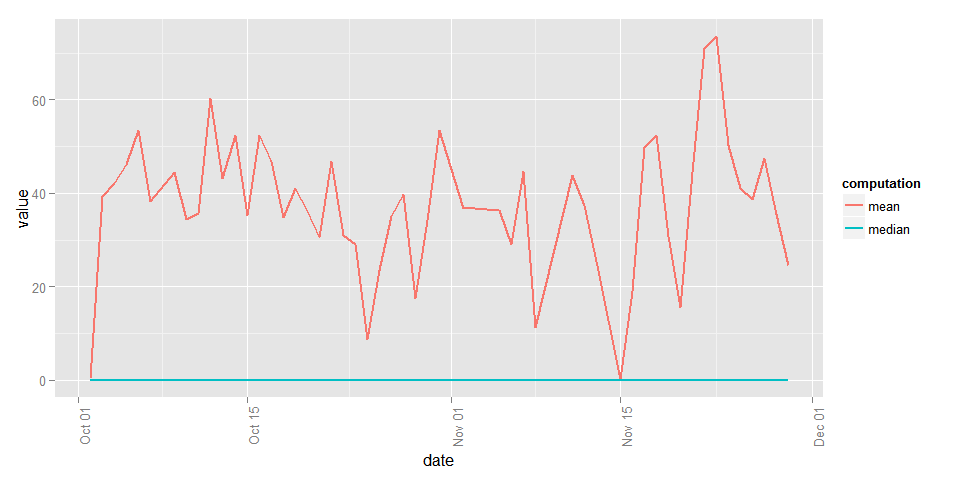 value
60
40
20
0
Oct 01
Oct 15
Nov 01
Nov 15
Dec 01
date
computation
mean
median